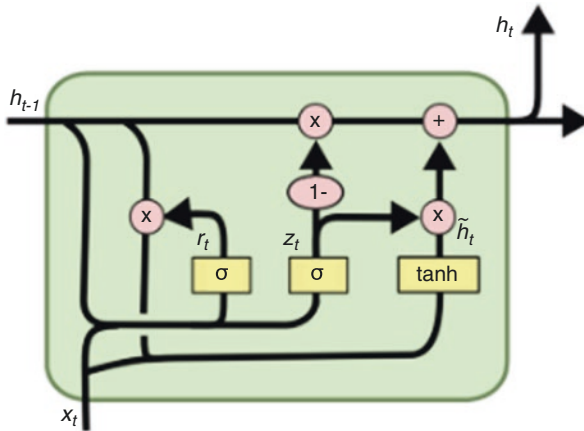 h_t
h_{t-1}
x +
1-
x r_t z_t x h̃_t
σ σ tanh
x_t